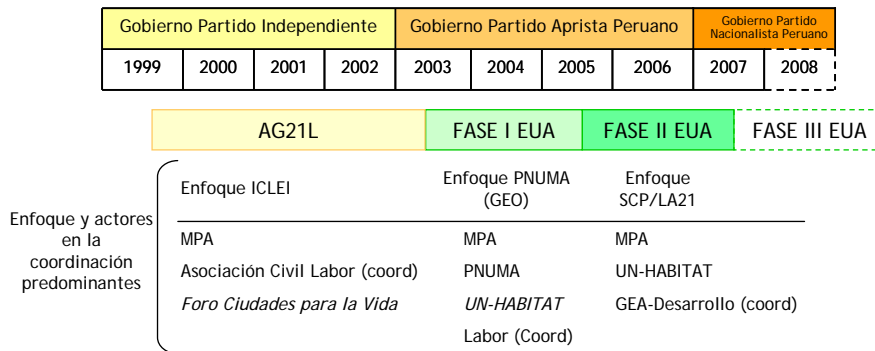 Gobierno Partido Independiente
Gobierno Partido Aprista Peruano
Gobierno Partido
Nacionalista Peruano
1999 2000 2001 2002 2003 2004 2005 2006 2007 2008
AG21L FASE I EUA FASE II EUA FASE III EUA
Enfoque y actores
en la
coordinación
predominantes
Enfoque ICLEI
Enfoque PNUMA
(GEO)
Enfoque
SCP/LA21
MPA MPA MPA
Asociación Civil Labor (coord) PNUMA UN-HABITAT
Foro Ciudades para la Vida UN-HABITAT GEA-Desarrollo (coord)
Labor (Coord)